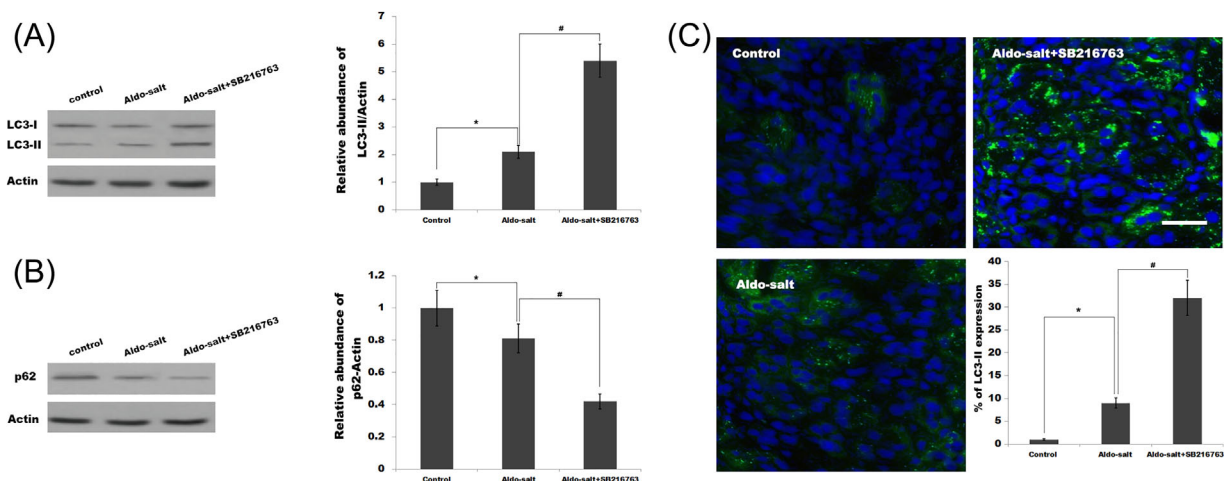 (A)
control
Aldo-salt
Aldo-salt+SB216763
LC3-I
LC3-II
Actin
Relative abundance of
LC3-II/Actin
7
6
5
4
3
2
1
0
*
#
Control
Aldo-salt
Aldo-salt+SB216763
(B)
control
Aldo-salt
Aldo-salt+SB216763
p62
Actin
Relative abundance of
p62-Actin
1.2
1
0.8
0.6
0.4
0.2
0
*
#
Control
Aldo-salt
Aldo-salt+SB216763
(C)
Control
Aldo-salt+SB216763
Aldo-salt
% of LC3-II expression
40
35
30
25
20
15
10
5
0
*
#
Control
Aldo-salt
Aldo-salt+SB216763